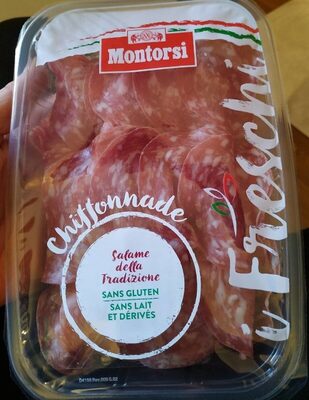 Montorsi
i Freschi
Chiffonnade
Salame
della
Tradizione
SANS GLUTEN
SANS LAIT
ET DÉRIVÉS